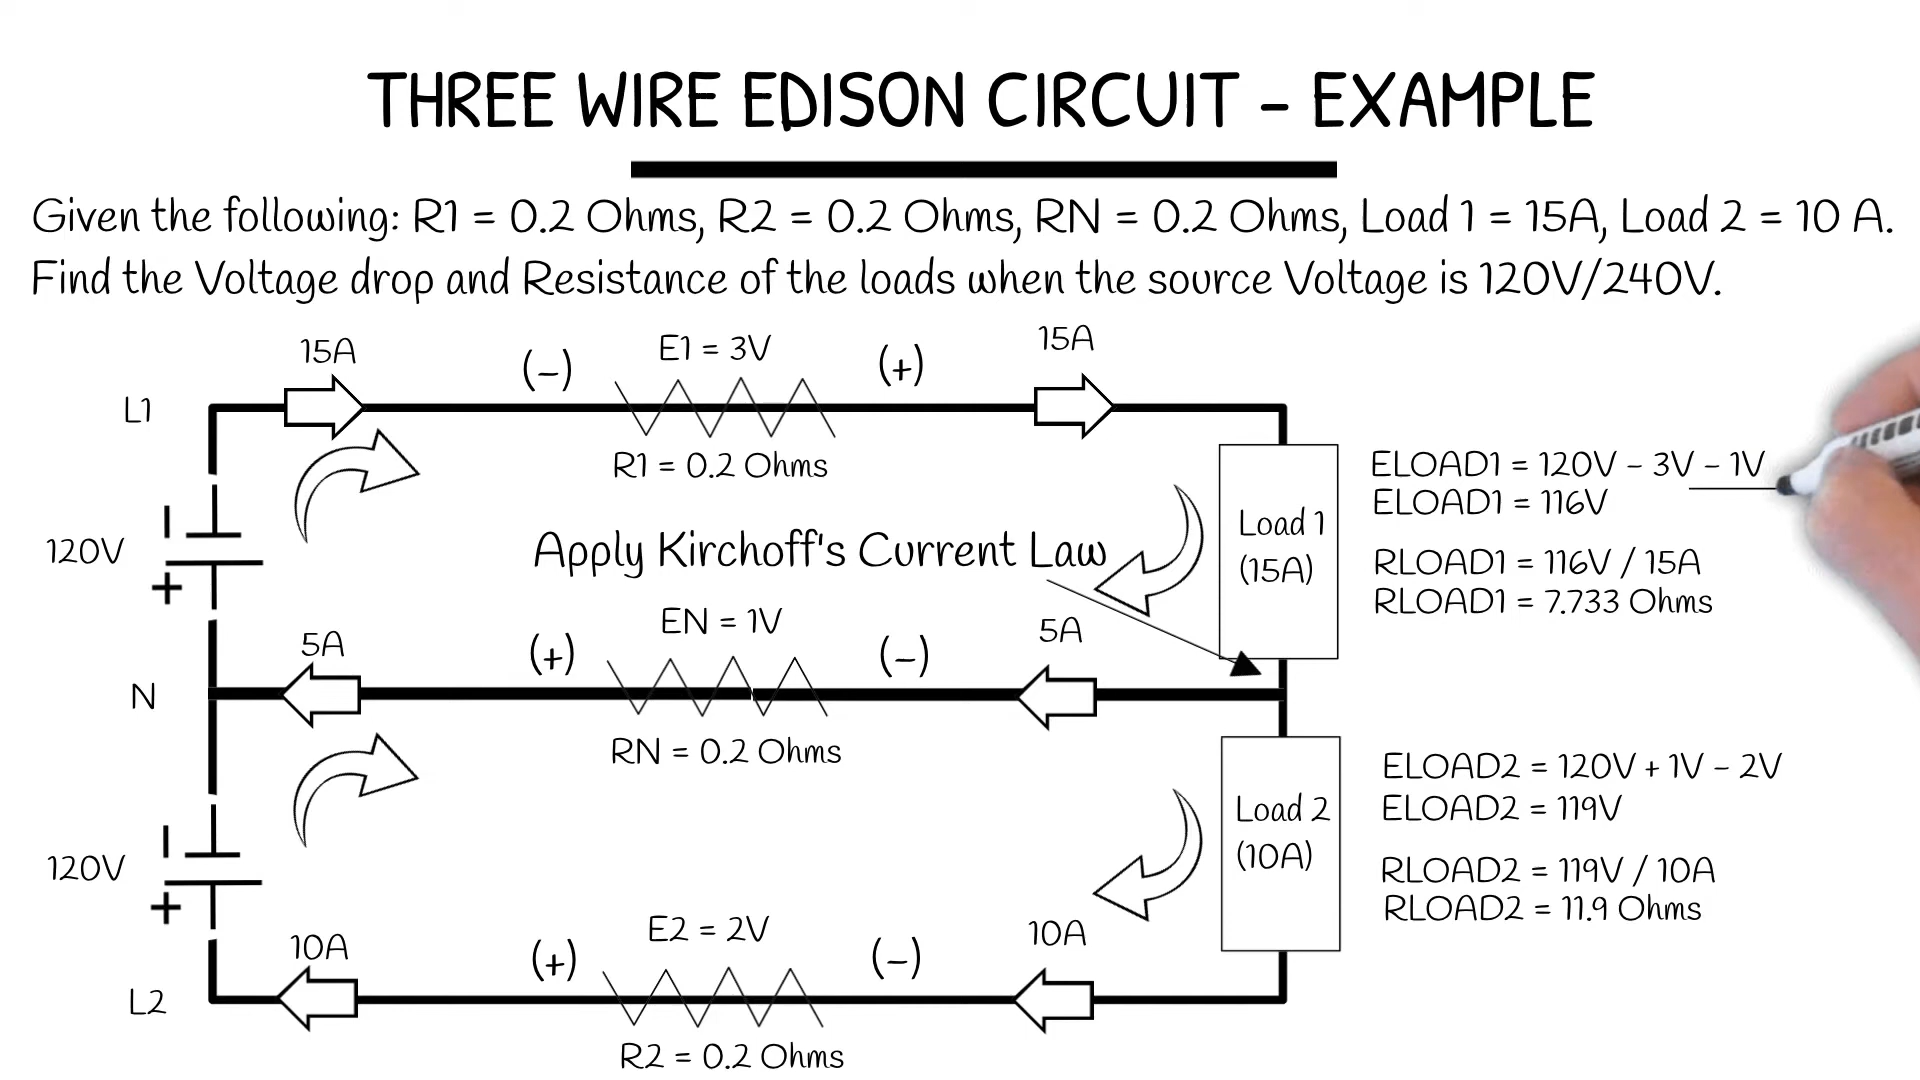 THREE WIRE EDISON CIRCUIT - EXAMPLE
Given the following: R1 = 0.2 Ohms, R2 = 0.2 Ohms, RN = 0.2 Ohms, Load 1 = 15A, Load 2 = 10 A.
Find the Voltage drop and Resistance of the loads when the source Voltage is 120V/240V.
15A
(-)
E1 = 3V
(+)
15A
L1
R1 = 0.2 Ohms
ELOAD1 = 120V - 3V - 1V
ELOAD1 = 116V
Load 1
(15A)
RLOAD1 = 116V / 15A
RLOAD1 = 7.733 Ohms
120V
+
Apply Kirchoff's Current Law
EN = 1V
5A
(+)
(-)
5A
N
RN = 0.2 Ohms
ELOAD2 = 120V + 1V - 2V
ELOAD2 = 119V
Load 2
(10A)
RLOAD2 = 119V / 10A
RLOAD2 = 11.9 Ohms
120V
+
10A
(+)
E2 = 2V
(-)
10A
L2
R2 = 0.2 Ohms